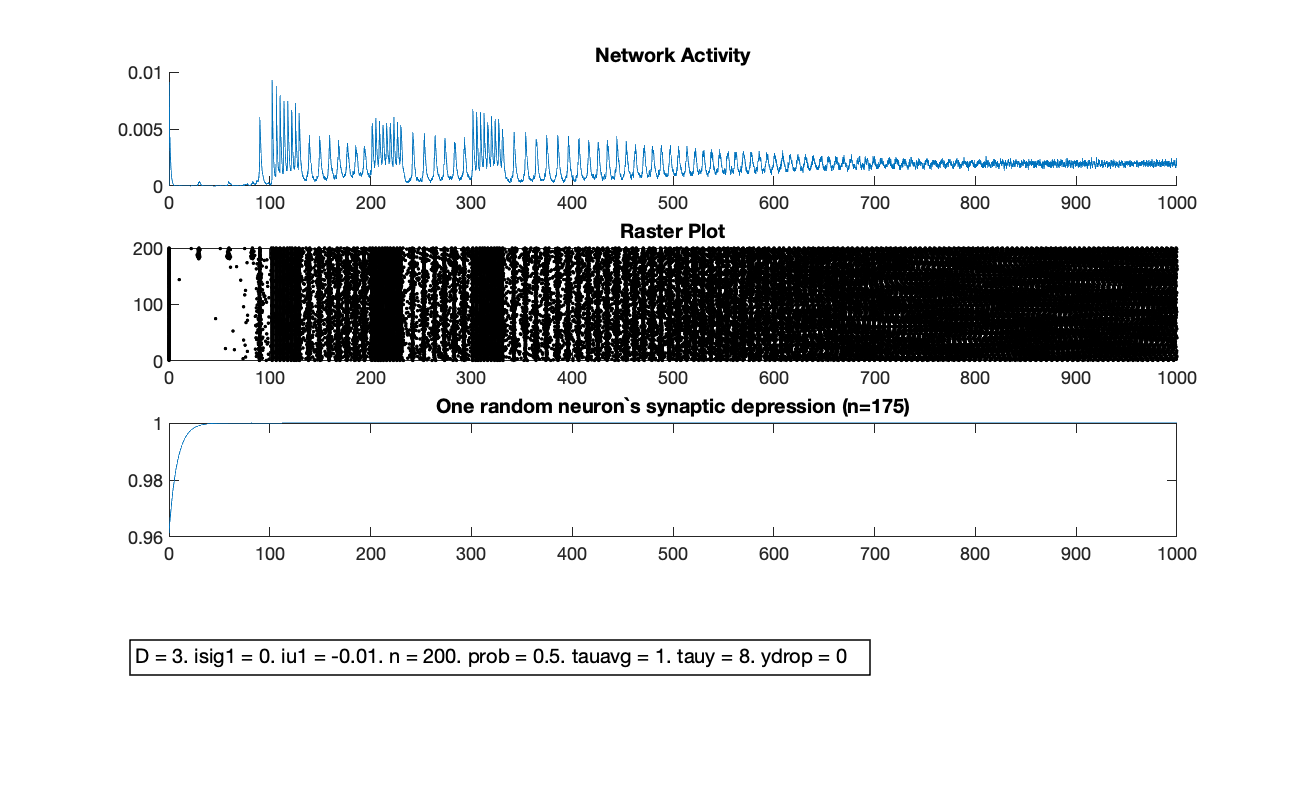 Network Activity
0.01
0.005
0
0 100 200 300 400 500 600 700 800 900 1000
Raster Plot
200
100
0
0 100 200 300 400 500 600 700 800 900 1000
One random neuron`s synaptic depression (n=175)
1
0.98
0.96
0 100 200 300 400 500 600 700 800 900 1000
D = 3. isig1 = 0. iu1 = -0.01. n = 200. prob = 0.5. tauavg = 1. tauy = 8. ydrop = 0